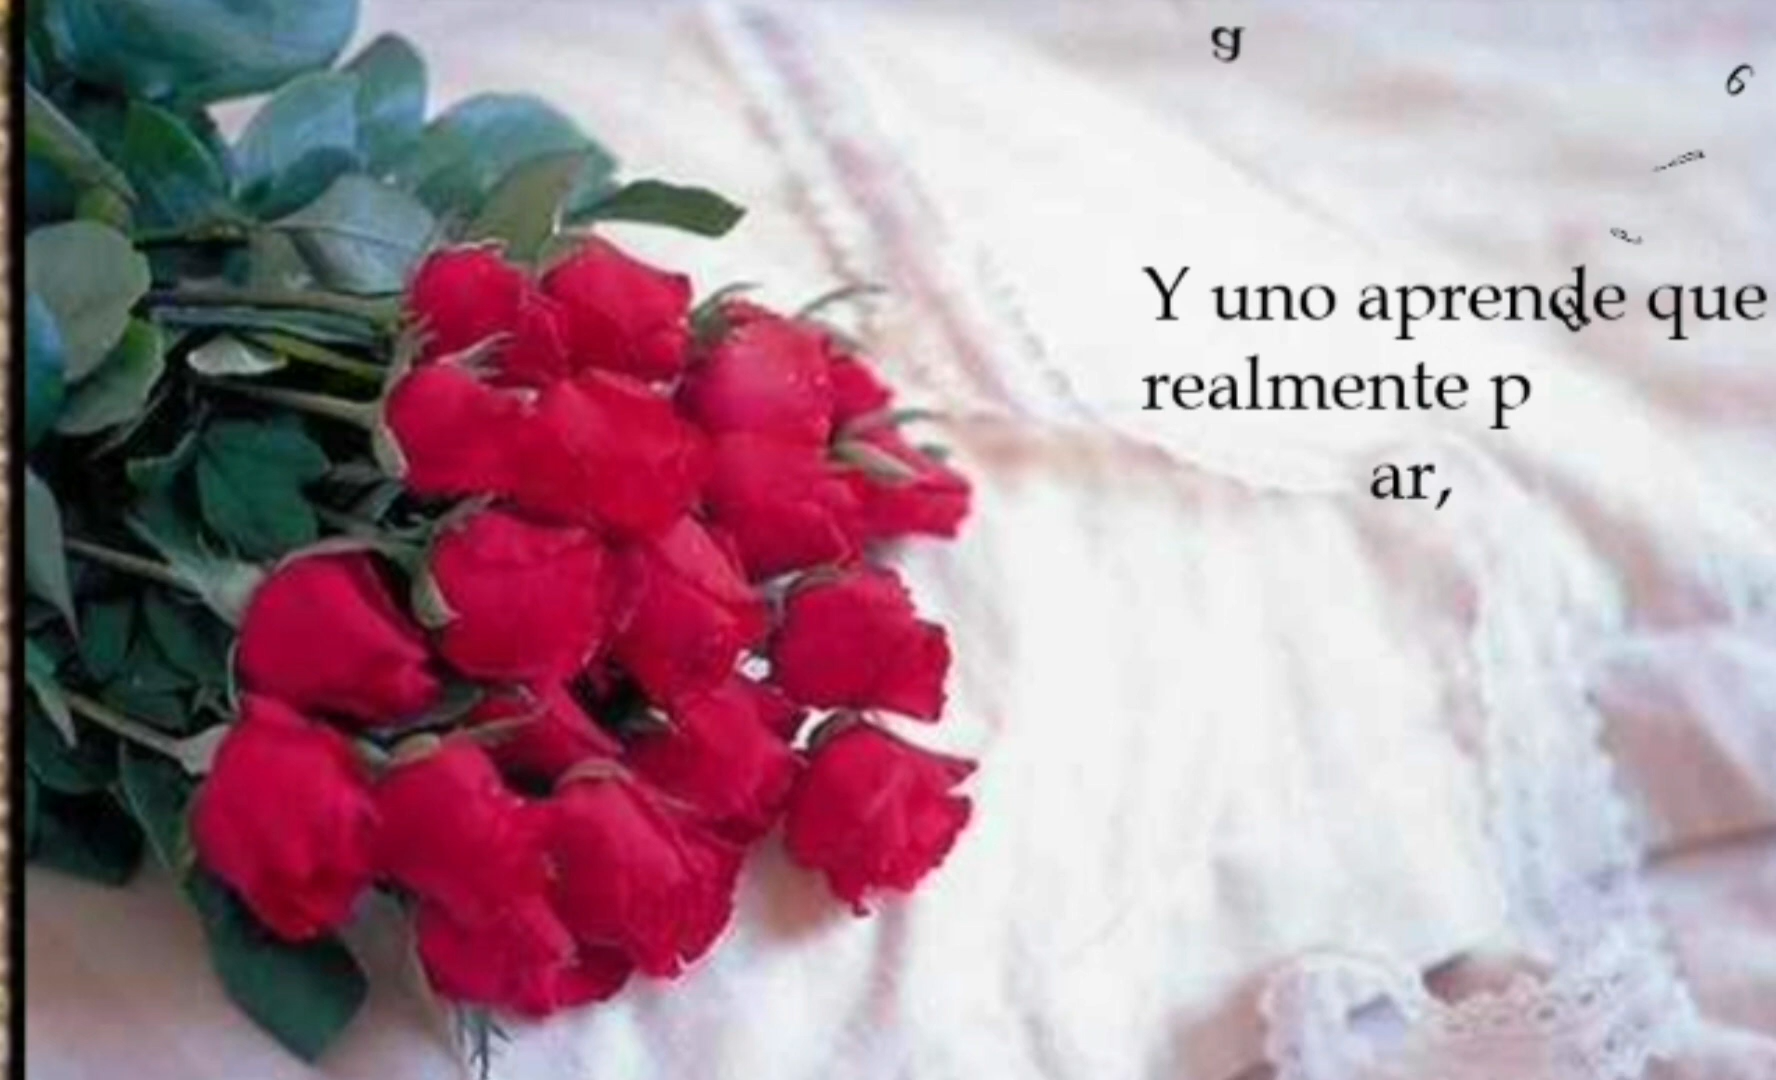 Y uno aprende que
realmente p
ar,